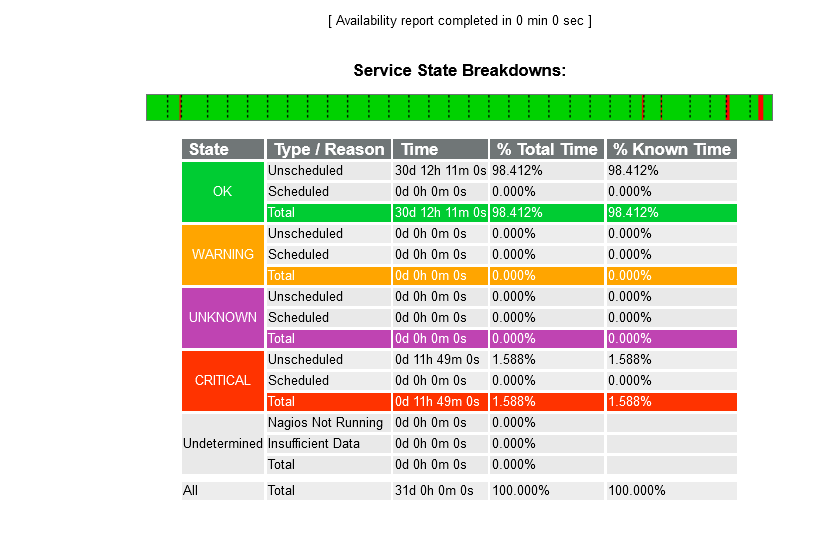 [ Availability report completed in 0 min 0 sec ]
Service State Breakdowns:
State Type / Reason Time % Total Time % Known Time
OK Unscheduled 30d 12h 11m 0s 98.412% 98.412%
Scheduled 0d 0h 0m 0s 0.000% 0.000%
Total 30d 12h 11m 0s 98.412% 98.412%
WARNING Unscheduled 0d 0h 0m 0s 0.000% 0.000%
Scheduled 0d 0h 0m 0s 0.000% 0.000%
Total 0d 0h 0m 0s 0.000% 0.000%
UNKNOWN Unscheduled 0d 0h 0m 0s 0.000% 0.000%
Scheduled 0d 0h 0m 0s 0.000% 0.000%
Total 0d 0h 0m 0s 0.000% 0.000%
CRITICAL Unscheduled 0d 11h 49m 0s 1.588% 1.588%
Scheduled 0d 0h 0m 0s 0.000% 0.000%
Total 0d 11h 49m 0s 1.588% 1.588%
Undetermined Nagios Not Running 0d 0h 0m 0s 0.000%
Insufficient Data 0d 0h 0m 0s 0.000%
Total 0d 0h 0m 0s 0.000%
All Total 31d 0h 0m 0s 100.000% 100.000%